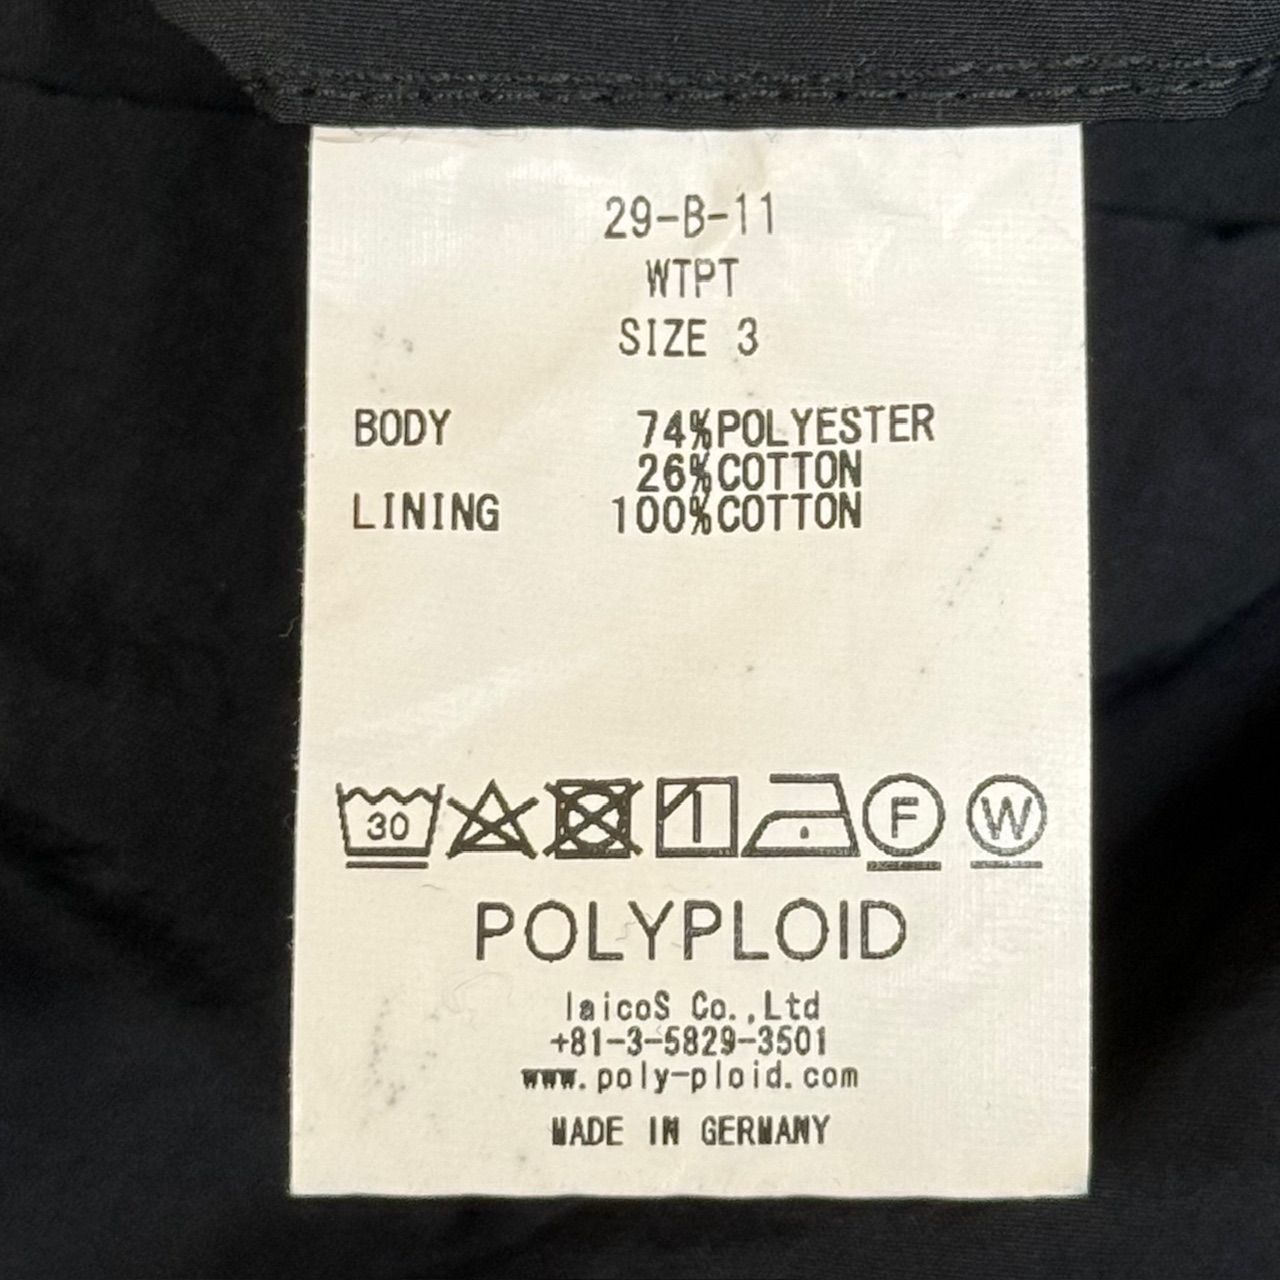 29-B-11
WTPT
SIZE 3
BODY 74%POLYESTER
26%COTTON
LINING 100%COTTON
30 F W
POLYPLOID
laicoS Co.,Ltd
+81-3-5829-3501
www.poly-ploid.com
MADE IN GERMANY